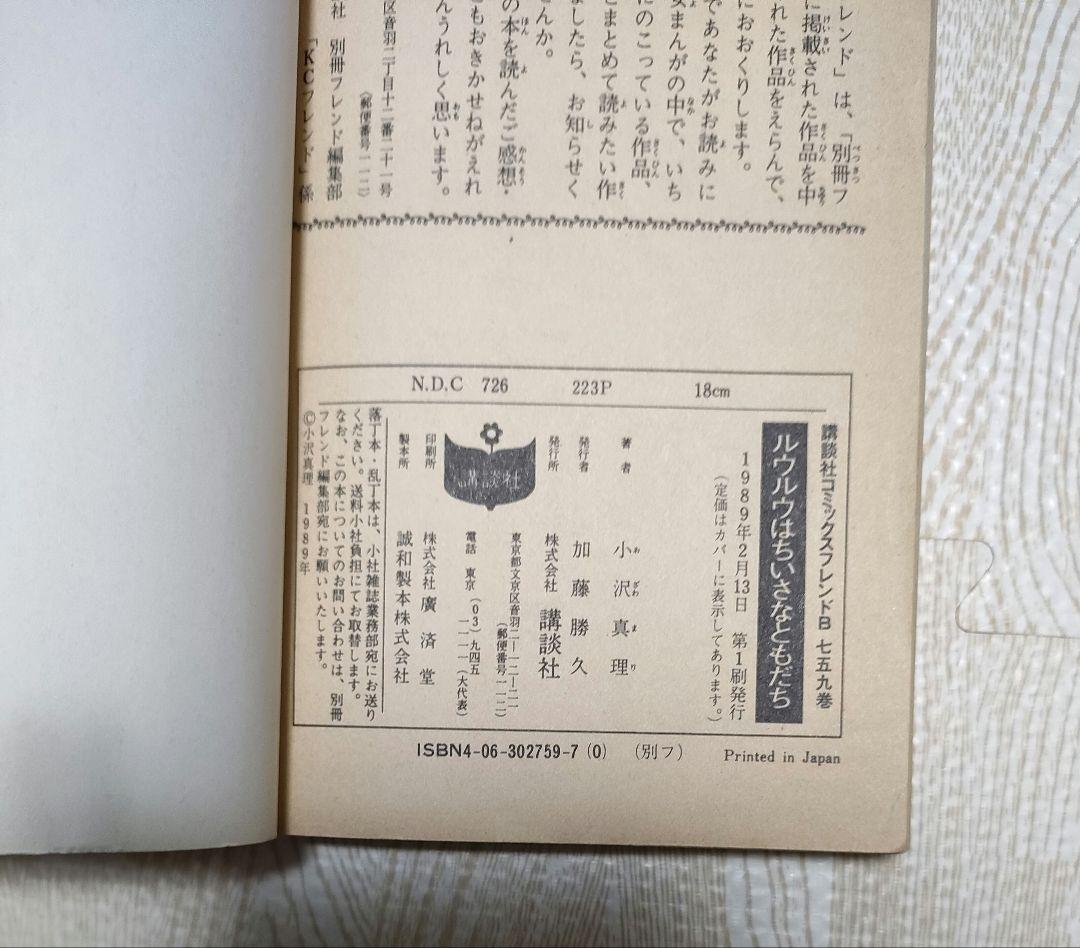 レンド」は、『別冊フ
に掲載された作品を中
れた作品をえらんで、
におおくりします。
であなたがお読みに
まんがの中で、いち
にのこっている作品、
とまとめて読みたい作
ましたら、お知らせく
せんか。
の本を読んだご感想・
ともおきかせねがえれ
んうれしく思います。
区音羽二丁目十二番二十一号
(郵便番号一一二)
社 別冊フレンド編集部
「KCフレンド」係
N.D.C 726 223P 18cm
講談社コミックスフレンドB 七五九巻
ルウルウはちいさなともだち
1989年2月13日 第1刷発行
(定価はカバーに表示してあります。)
著者 小沢真理
発行者 加藤勝久
発行所 株式会社 講談社
東京都文京区音羽二―一二―二一
(郵便番号一一二)
電話 東京(03)九四五
一一一一(大代表)
講談社
印刷所 株式会社 廣済堂
製本所 誠和製本株式会社
落丁本・乱丁本は、小社雑誌業務部宛にお送り
ください。送料小社負担にてお取替します。
なお、この本についてのお問い合わせは、別冊
フレンド編集部宛にお願いいたします。
©小沢真理 1989年
ISBN4-06-302759-7 (0) (別フ) Printed in Japan